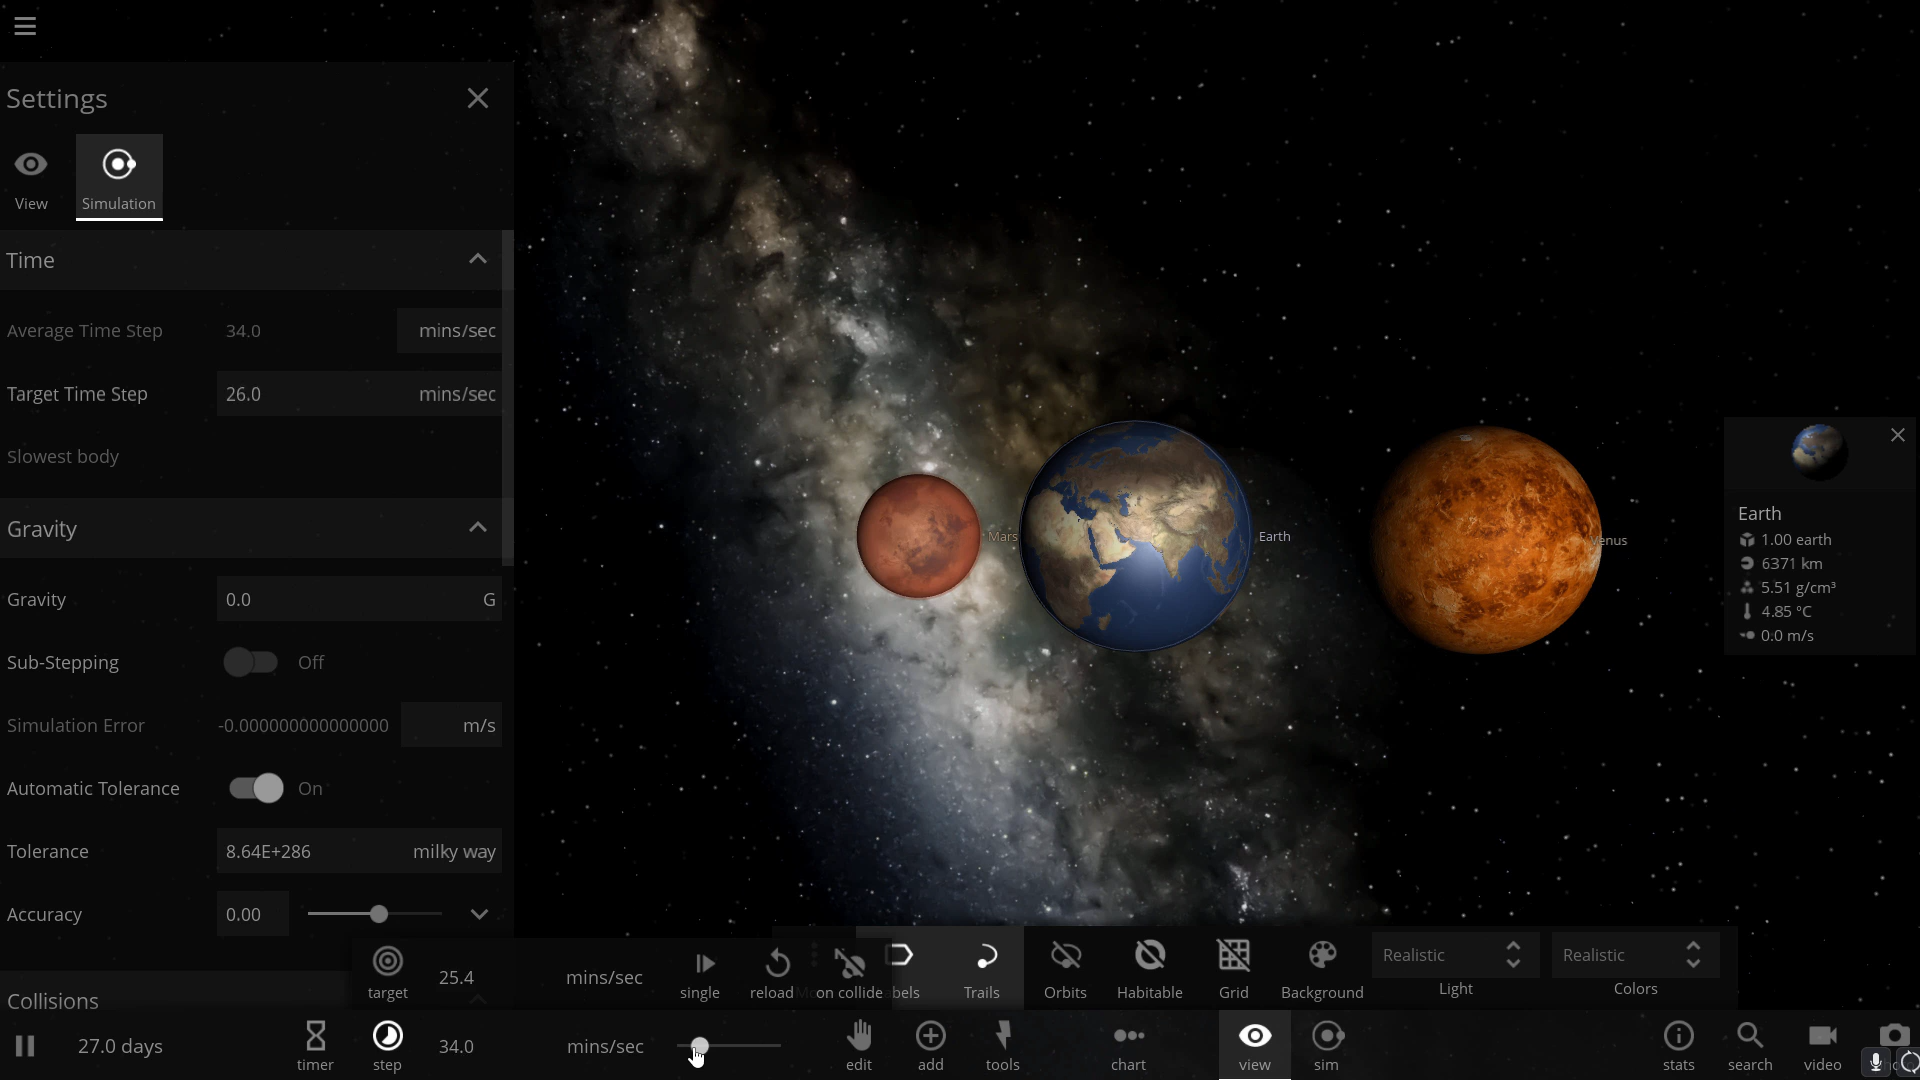 Settings
View
Simulation
Time
Average Time Step 34.0 mins/sec
Target Time Step 26.0 mins/sec
Slowest body
Gravity
Gravity 0.0 G
Sub-Stepping Off
Simulation Error -0.000000000000000 m/s
Automatic Tolerance On
Tolerance 8.64E+286 milky way
Accuracy 0.00
Collisions
Mars
Earth
enus
Earth
1.00 earth
6371 km
5.51 g/cm³
4.85 °C
0.0 m/s
target 25.4 mins/sec
single
reload
on collide
abels
Trails
Orbits
Habitable
Grid
Background
Realistic
Light
Realistic
Colors
27.0 days
timer
step
34.0 mins/sec
edit
add
tools
chart
view
sim
stats
search
video